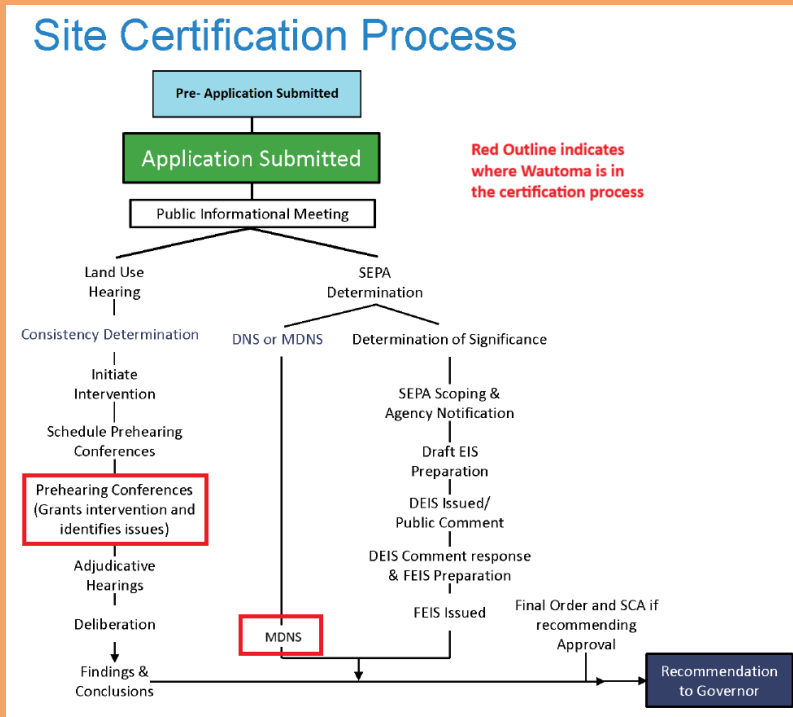 Site Certification Process
Pre- Application Submitted
Application Submitted
Red Outline indicates
where Wautoma is in
the certification process
Public Informational Meeting
Land Use
Hearing
SEPA
Determination
Consistency Determination
DNS or MDNS
Determination of Significance
Initiate
Intervention
SEPA Scoping &
Agency Notification
Schedule Prehearing
Conferences
Draft EIS
Preparation
Prehearing Conferences
(Grants intervention and
identifies issues)
DEIS Issued/
Public Comment
Adjudicative
Hearings
DEIS Comment response
& FEIS Preparation
Deliberation
MDNS
FEIS Issued
Final Order and SCA if
recommending
Approval
Findings &
Conclusions
Recommendation
to Governor